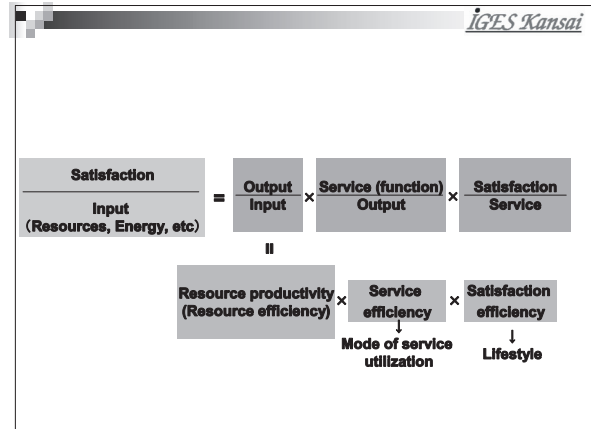 IGES Kansai
Satisfaction
Input
(Resources, Energy, etc)
=
Output
Input
×
Service (function)
Output
×
Satisfaction
Service
=
Resource productivity
(Resource efficiency)
×
Service
efficiency
×
Satisfaction
efficiency
↓
Mode of service
utilization
↓
Lifestyle